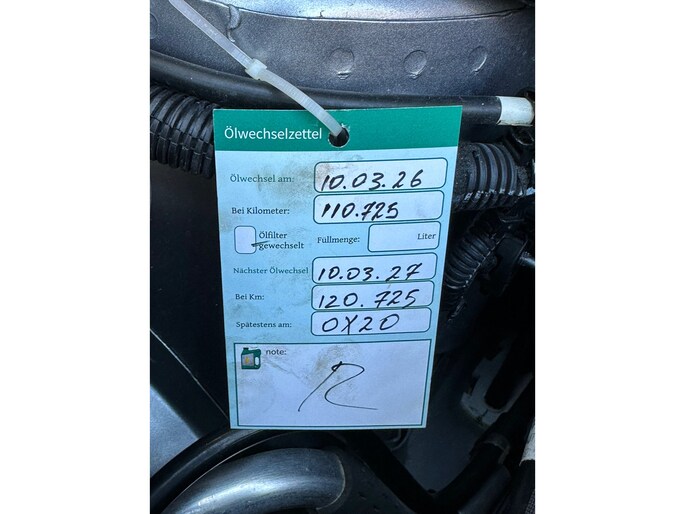 Ölwechselzettel
Ölwechsel am: 10.03.26
Bei Kilometer: 110.725
Ölfilter gewechselt Füllmenge: Liter
Nächster Ölwechsel 10.03.27
Bei Km: 120.725
Spätestens am: 0X20
note:
R